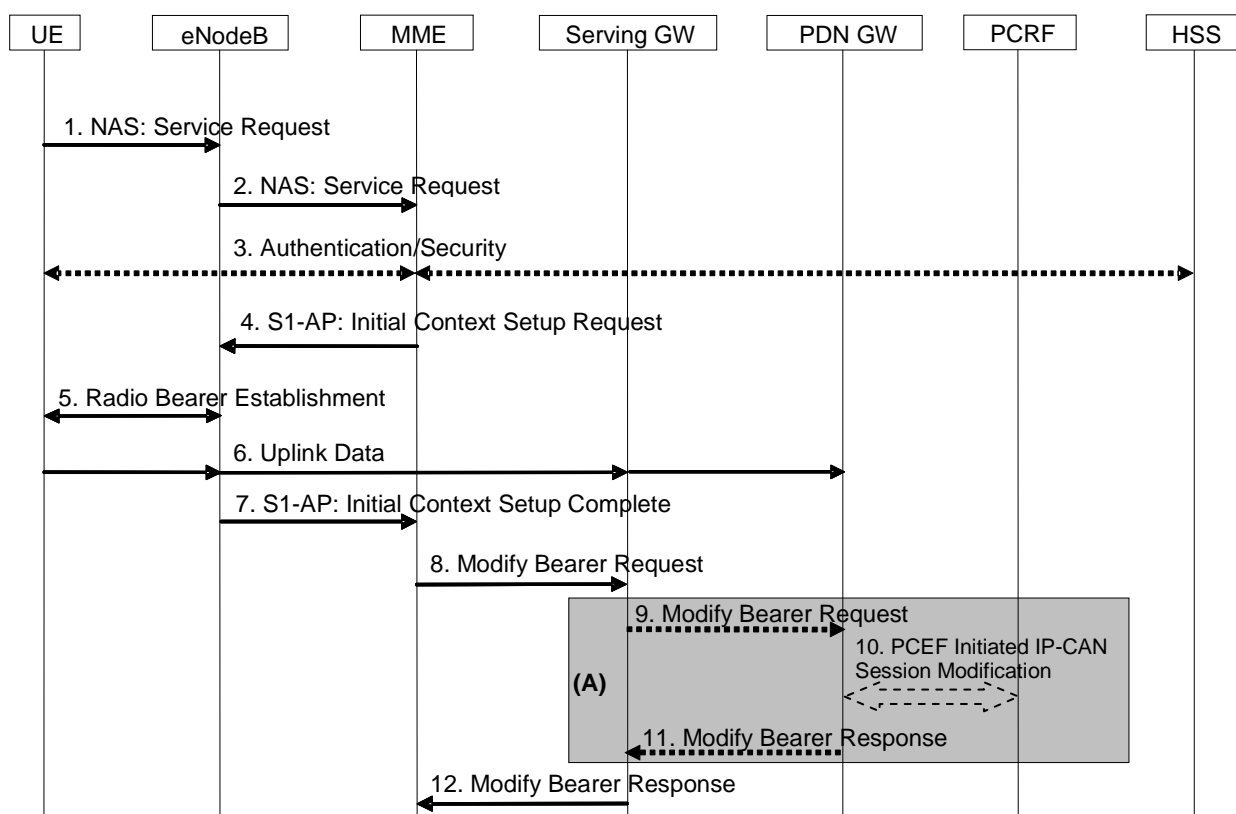 UE
eNodeB
MME
Serving GW
PDN GW
PCRF
HSS
1. NAS: Service Request
2. NAS: Service Request
3. Authentication/Security
4. S1-AP: Initial Context Setup Request
5. Radio Bearer Establishment
6. Uplink Data
7. S1-AP: Initial Context Setup Complete
8. Modify Bearer Request
9. Modify Bearer Request
10. PCEF Initiated IP-CAN
Session Modification
(A)
11. Modify Bearer Response
12. Modify Bearer Response